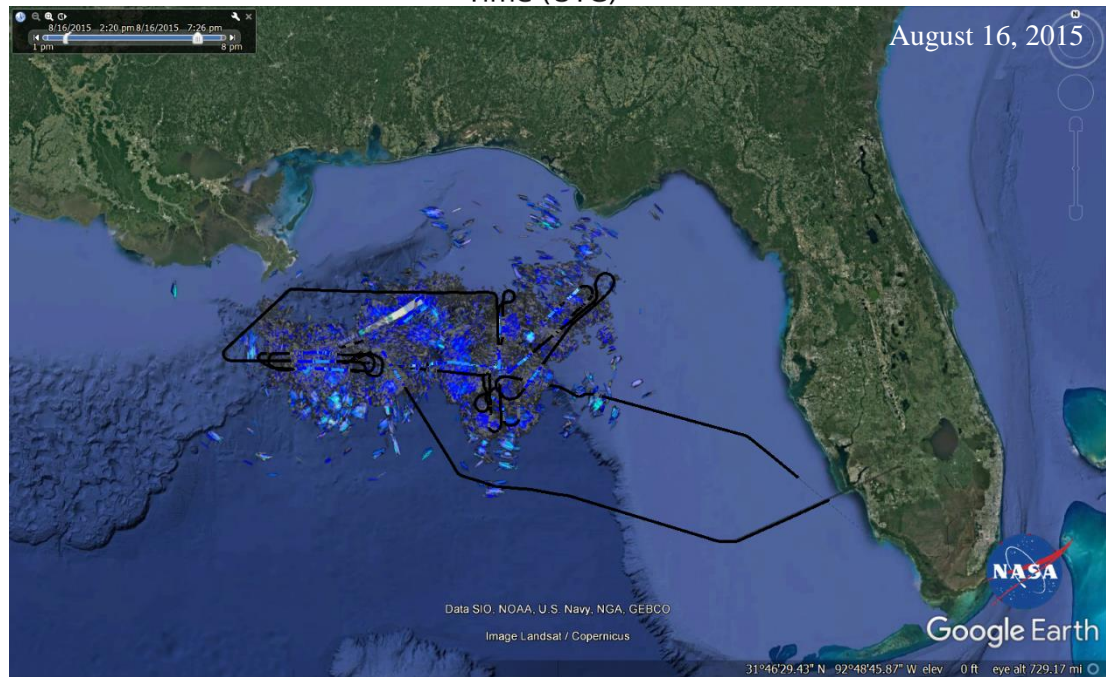 Time (UTC)
8/16/2015 2:20 pm 8/16/2015 7:26 pm
1 pm 8 pm
N
August 16, 2015
NASA
Data SIO, NOAA, U.S. Navy, NGA, GEBCO
Image Landsat / Copernicus
Google Earth
31°46'29.43" N 92°48'45.87" W elev 0 ft eye alt 729.17 mi